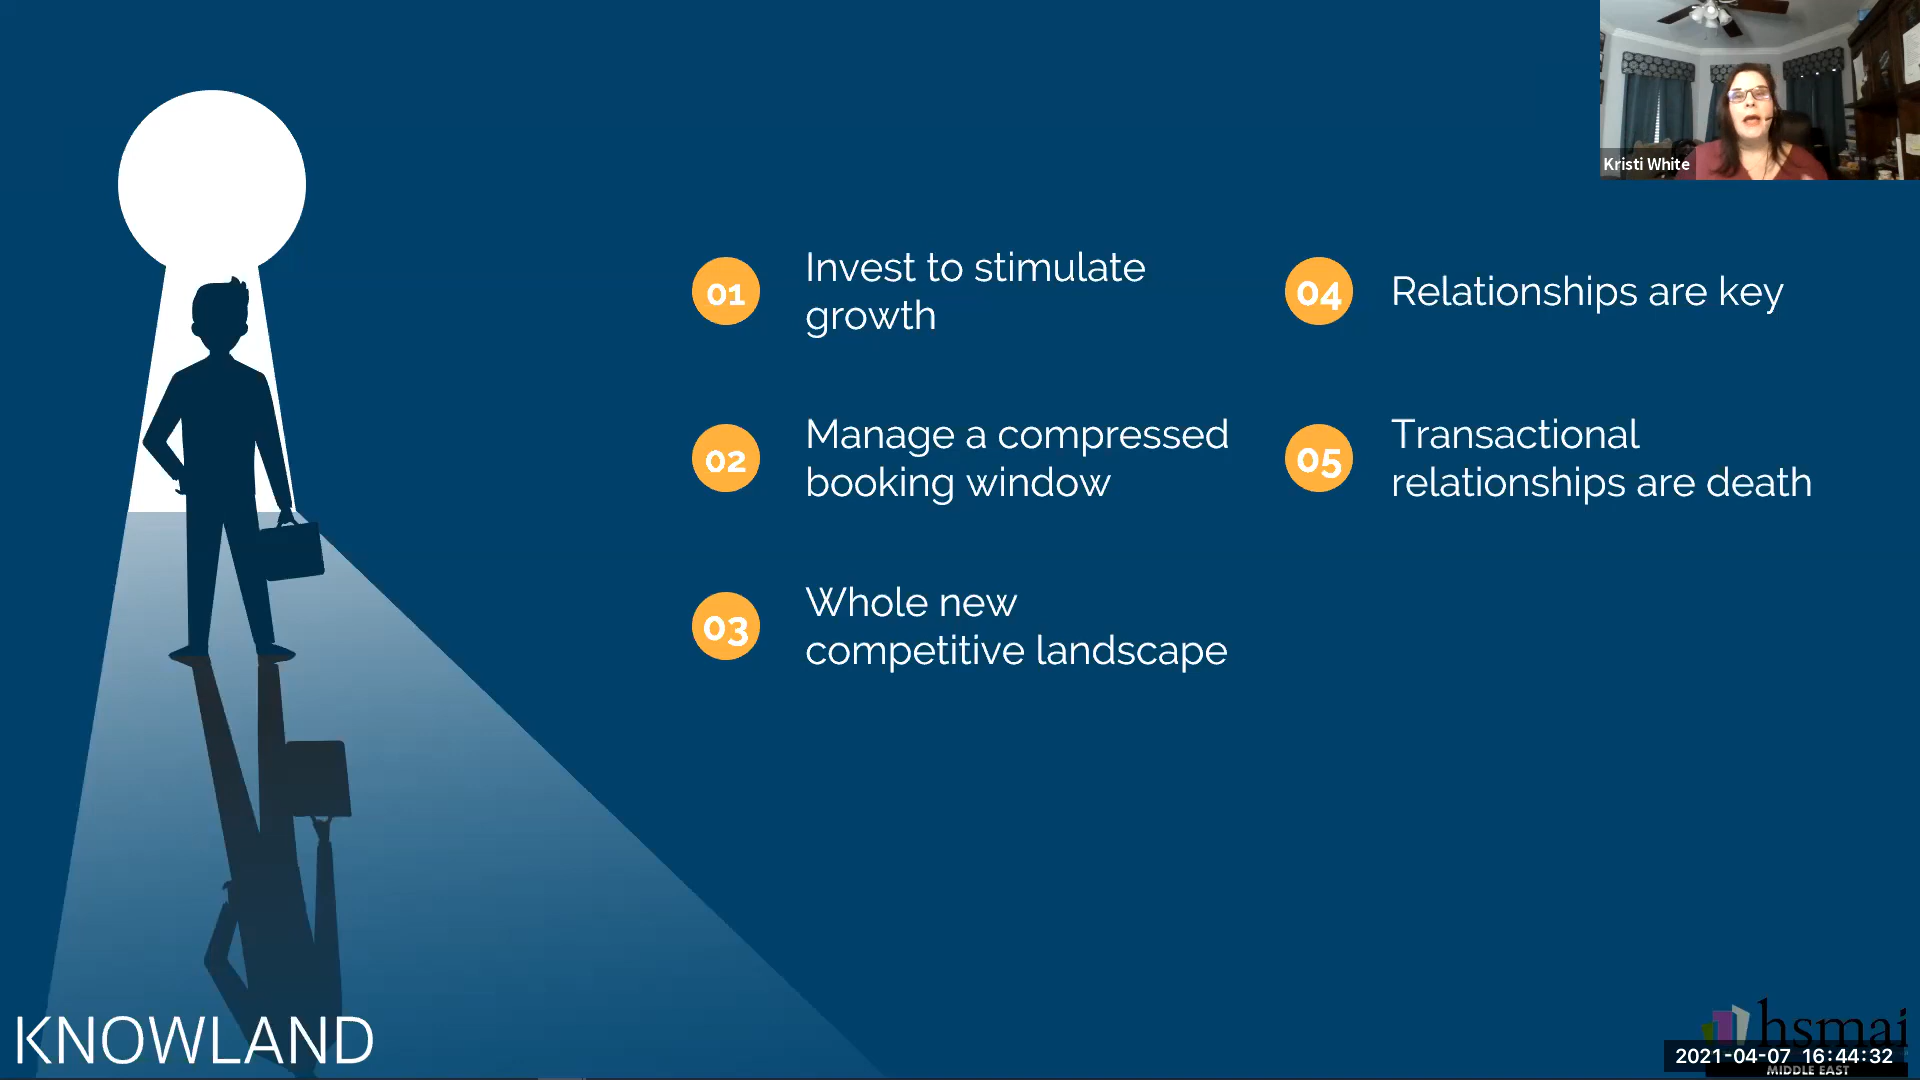 Kristi White
01
Invest to stimulate
growth
02
Manage a compressed
booking window
03
Whole new
competitive landscape
04
Relationships are key
05
Transactional
relationships are death
KNOWLAND
hsmai
2021-04-07 16:44:32
MIDDLE EAST